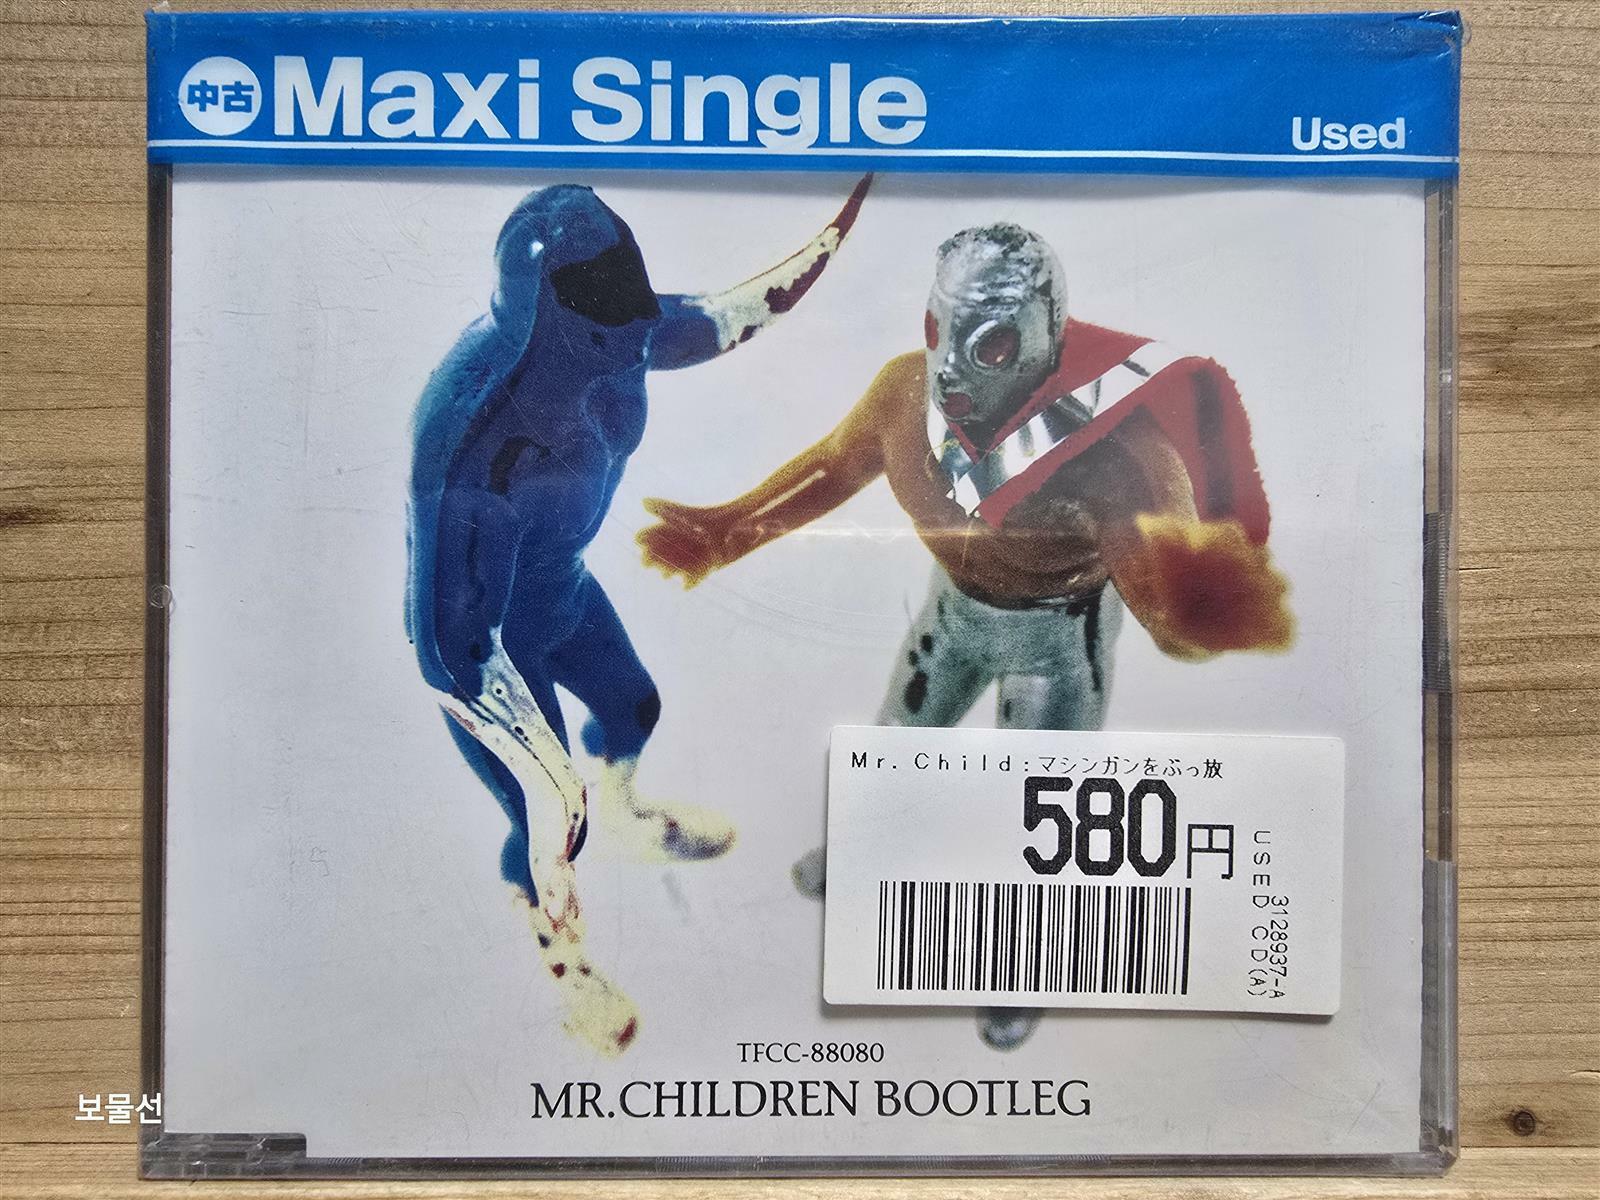 中古 Maxi Single
Used
Mr. Child:マシンガンをぶっ放
580円
USED CD(A)
3128937-A
TFCC-88080
MR.CHILDREN BOOTLEG
보물선